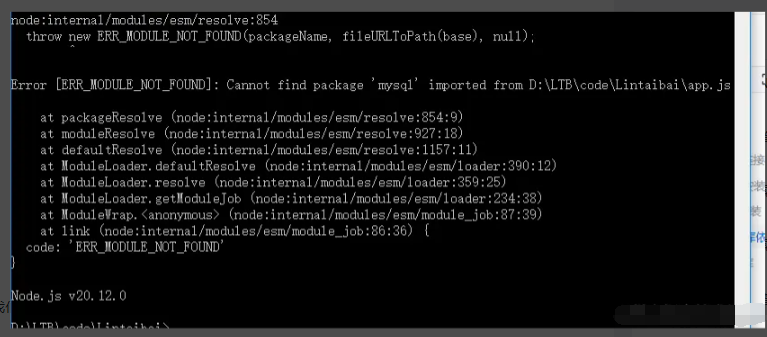 node:internal/modules/esm/resolve:854
throw new ERR_MODULE_NOT_FOUND(packageName, fileURLToPath(base), null);
^
Error [ERR_MODULE_NOT_FOUND]: Cannot find package 'mysql' imported from D:\LTB\code\Lintaibai\app.js
at packageResolve (node:internal/modules/esm/resolve:854:9)
at moduleResolve (node:internal/modules/esm/resolve:927:18)
at defaultResolve (node:internal/modules/esm/resolve:1157:11)
at ModuleLoader.defaultResolve (node:internal/modules/esm/loader:390:12)
at ModuleLoader.resolve (node:internal/modules/esm/loader:359:25)
at ModuleLoader.getModuleJob (node:internal/modules/esm/loader:234:38)
at ModuleWrap.<anonymous> (node:internal/modules/esm/module_job:87:39)
at link (node:internal/modules/esm/module_job:86:36) {
code: 'ERR_MODULE_NOT_FOUND'
}
Node.js v20.12.0
D:\LTB\code\Lintaibai>